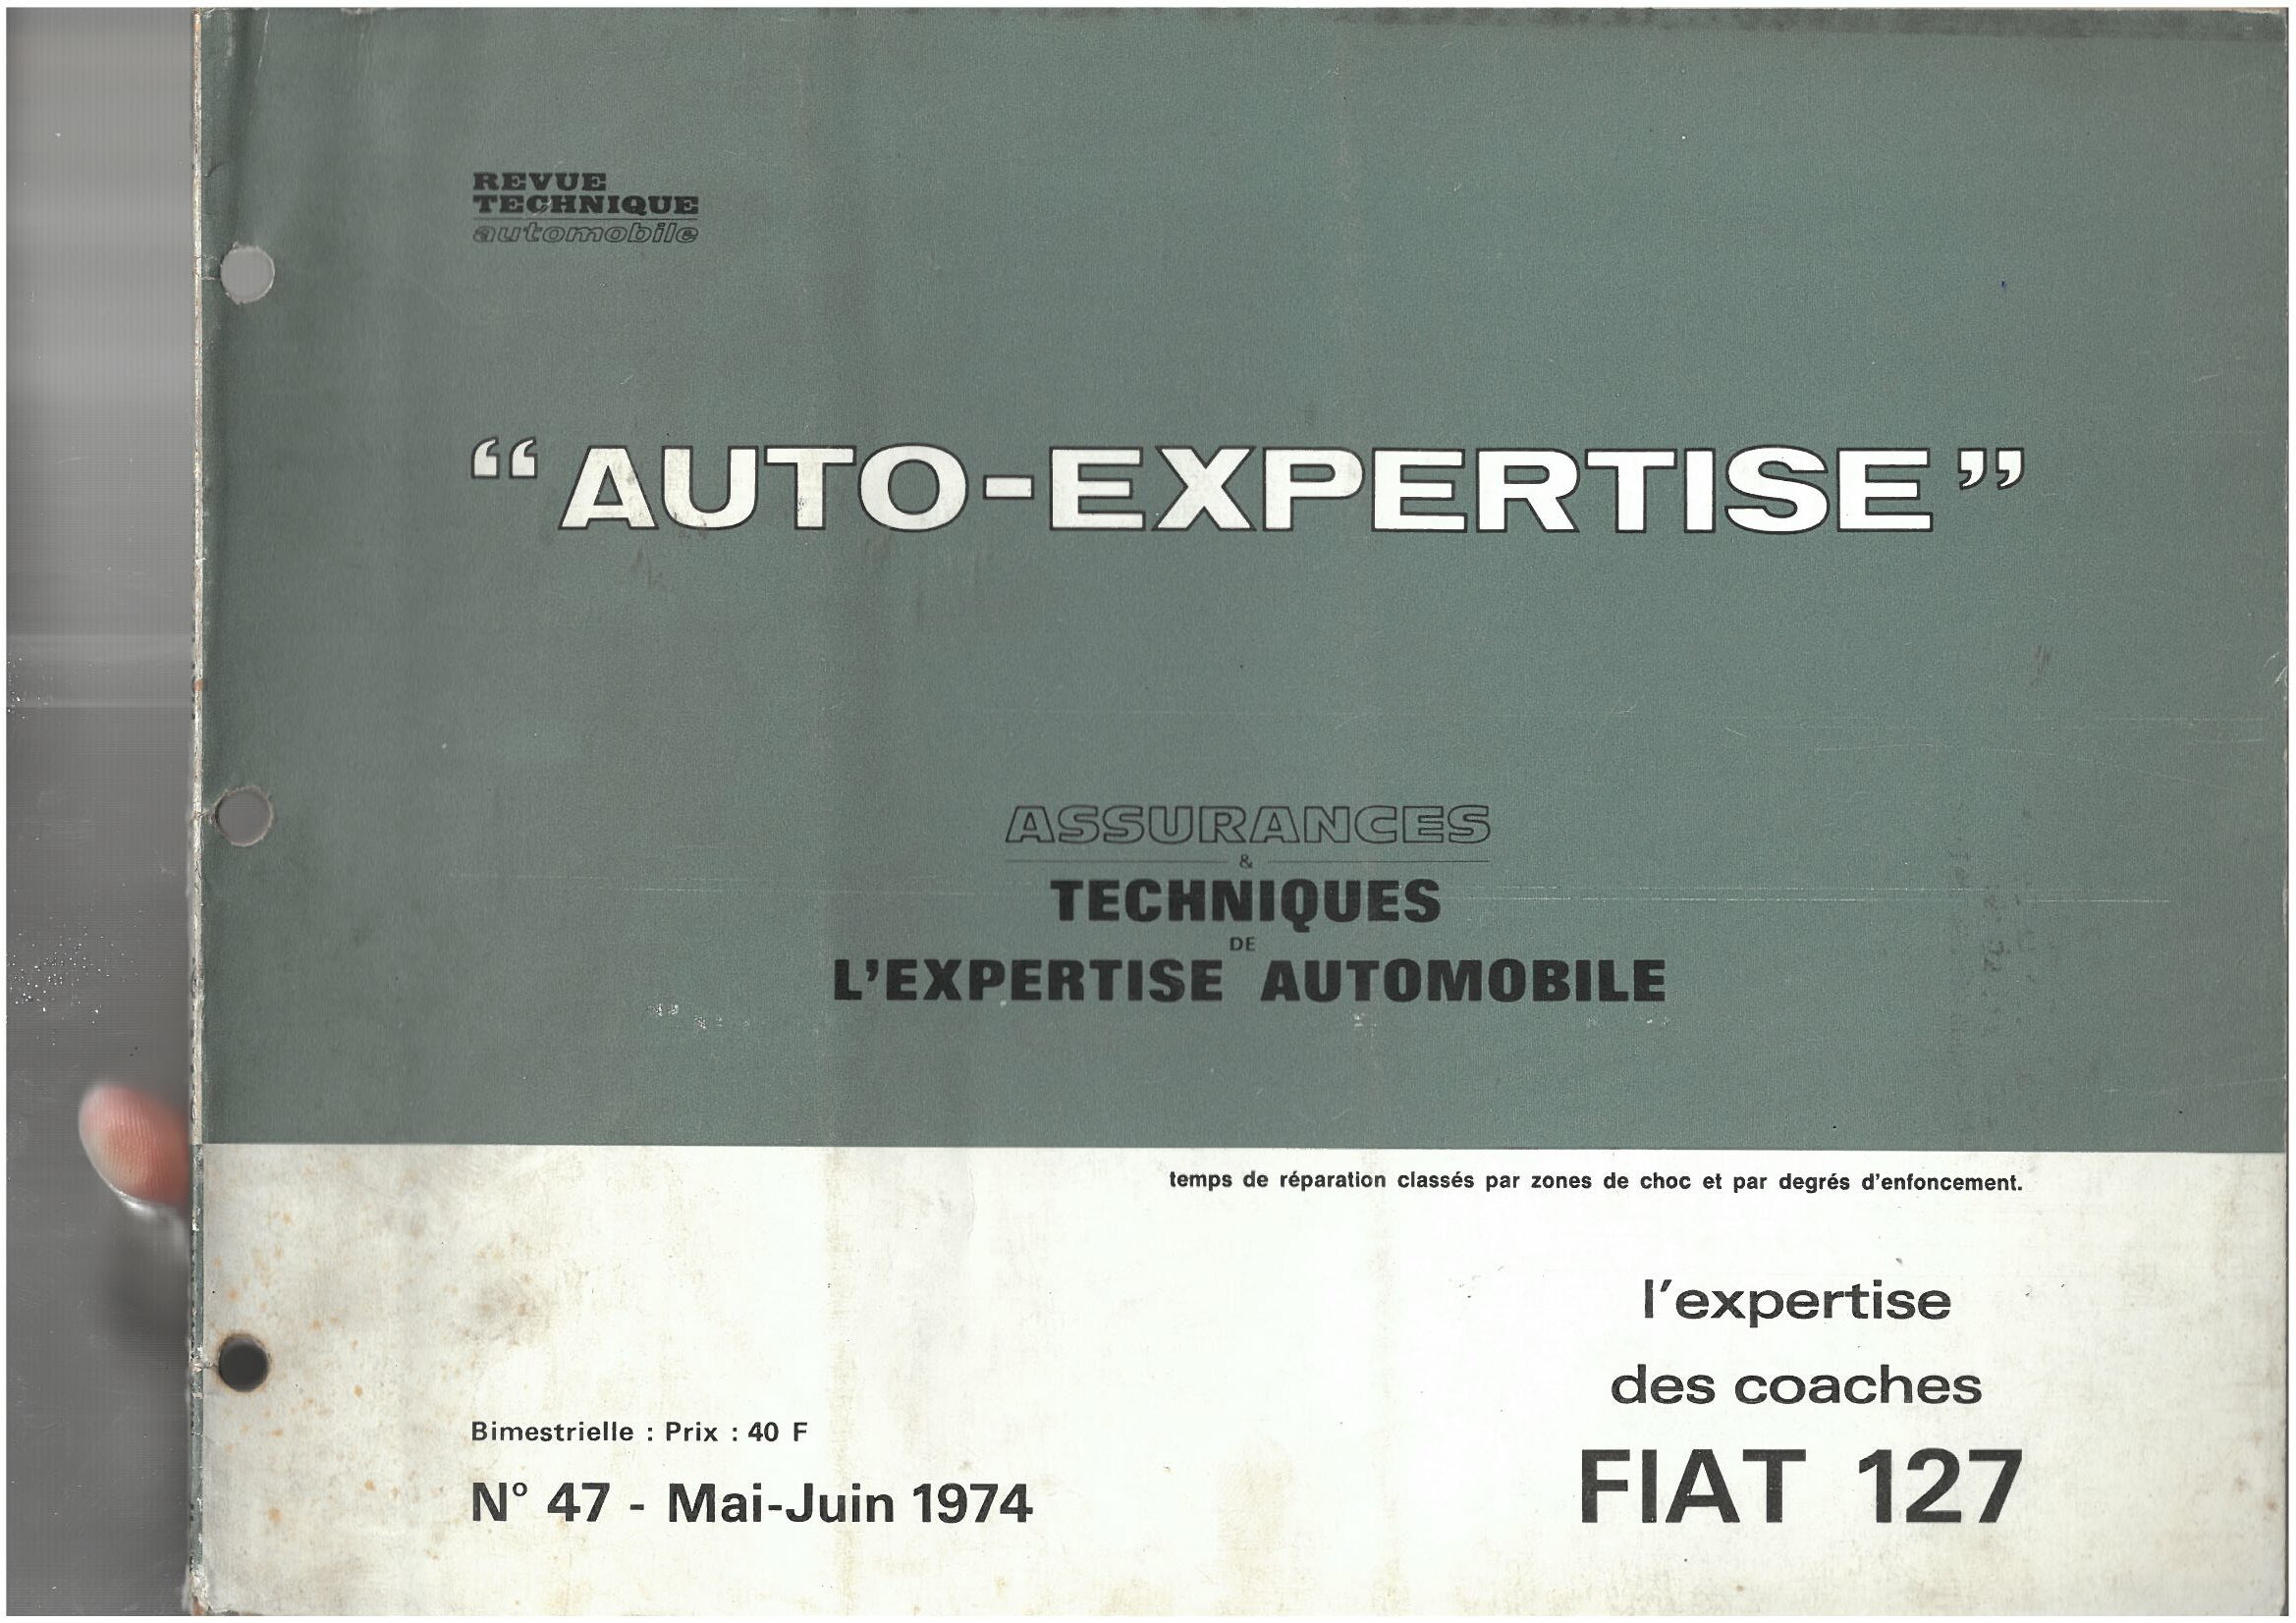 REVUE
TECHNIQUE
automobile
“AUTO-EXPERTISE”
ASSURANCES
&
TECHNIQUES
DE
L'EXPERTISE AUTOMOBILE
temps de réparation classés par zones de choc et par degrés d'enfoncement.
l'expertise
des coaches
FIAT 127
Bimestrielle : Prix : 40 F
N° 47 - Mai-Juin 1974